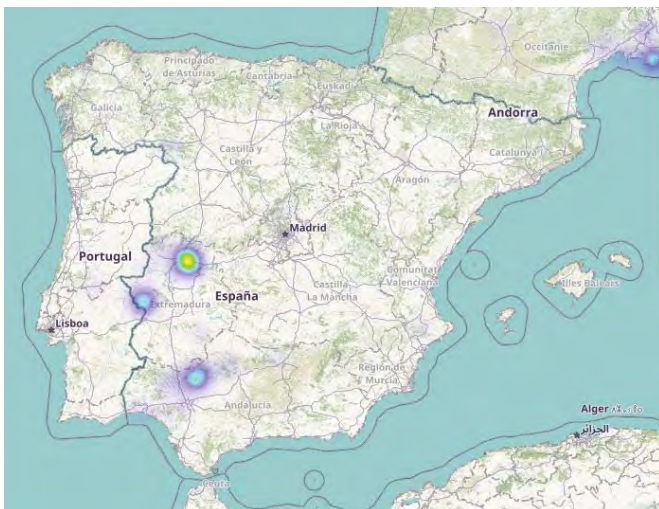 Occitanie
Principado
de Asturias
Cantabria
Euskadi
Galicia
Andorra
La Rioja
Castilla y
León
Catalunya
Aragón
Madrid
Portugal
Comunitat
Valenciana
Illes Balears
Castilla
La Mancha
España
Extremadura
Lisboa
Región de
Murcia
Andalucía
Alger
الجزائر
Ceuta